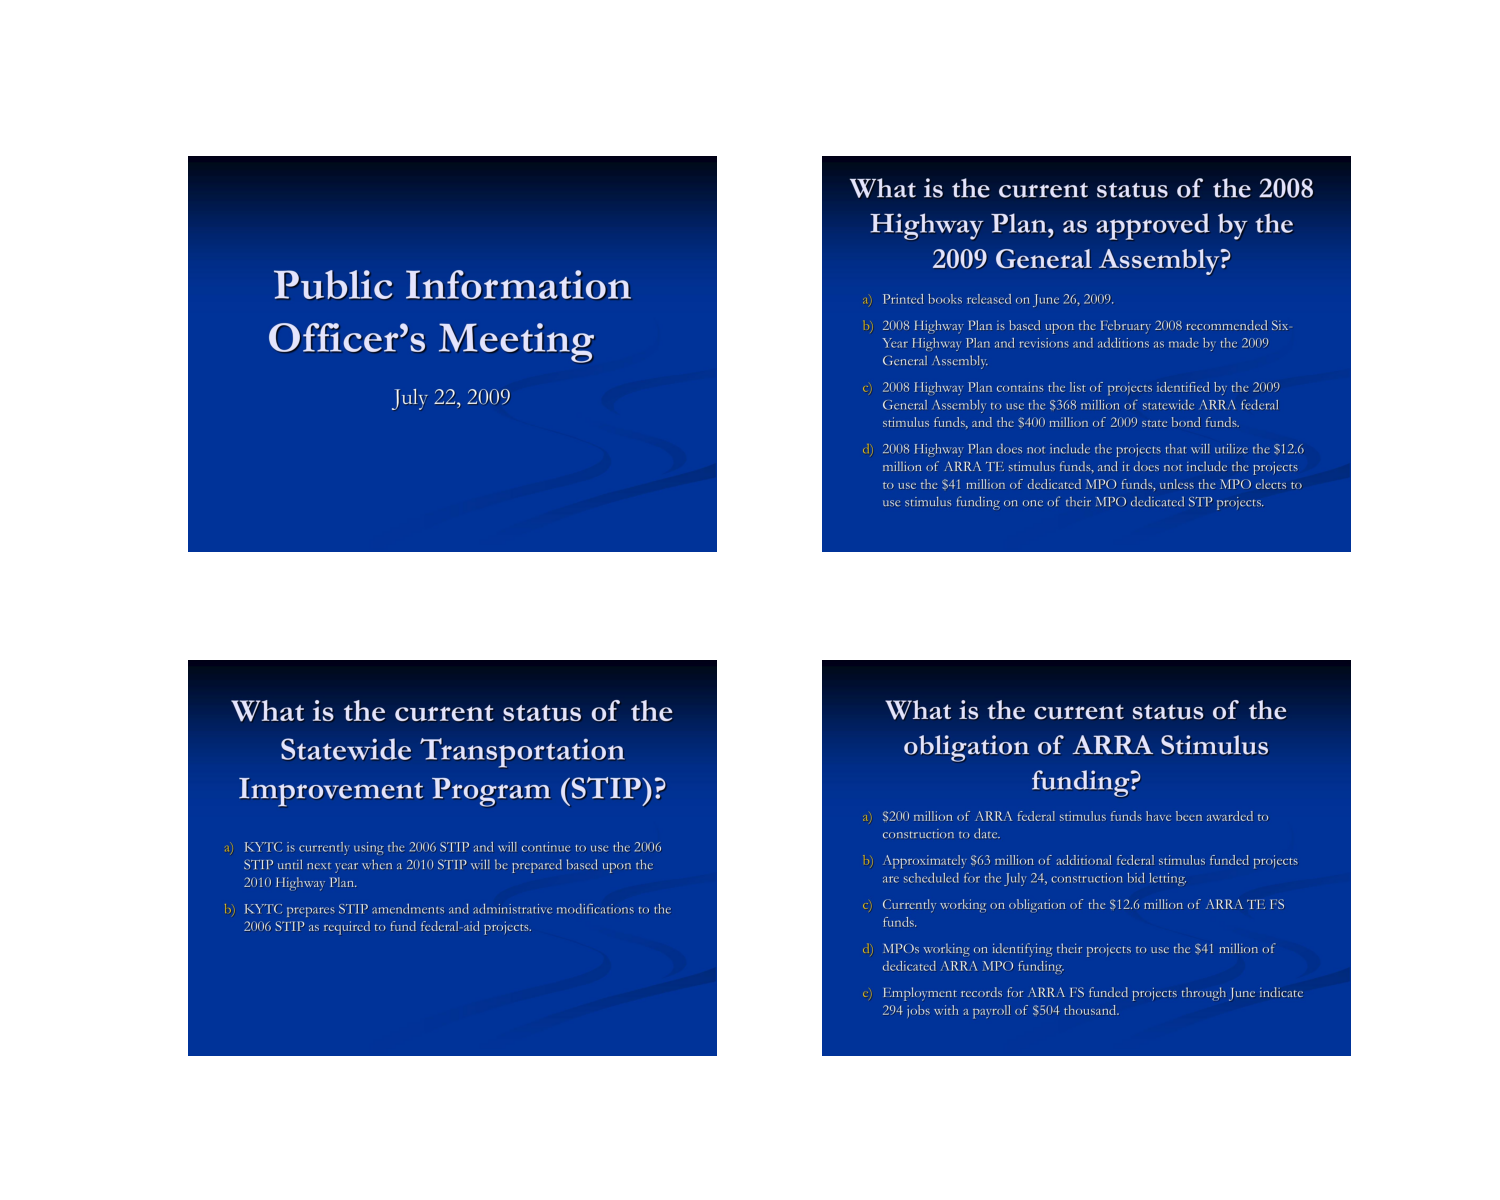 Public Information
Officer's Meeting
July 22, 2009
What is the current status of the 2008
Highway Plan, as approved by the
2009 General Assembly?
a) Printed books released on June 26, 2009.
b) 2008 Highway Plan is based upon the February 2008 recommended Six-
Year Highway Plan and revisions and additions as made by the 2009
General Assembly.
c) 2008 Highway Plan contains the list of projects identified by the 2009
General Assembly to use the $368 million of statewide ARRA federal
stimulus funds, and the $400 million of 2009 state bond funds.
d) 2008 Highway Plan does not include the projects that will utilize the $12.6
million of ARRA TE stimulus funds, and it does not include the projects
to use the $41 million of dedicated MPO funds, unless the MPO elects to
use stimulus funding on one of their MPO dedicated STP projects.
What is the current status of the
Statewide Transportation
Improvement Program (STIP)?
a) KYTC is currently using the 2006 STIP and will continue to use the 2006
STIP until next year when a 2010 STIP will be prepared based upon the
2010 Highway Plan.
b) KYTC prepares STIP amendments and administrative modifications to the
2006 STIP as required to fund federal-aid projects.
What is the current status of the
obligation of ARRA Stimulus
funding?
a) $200 million of ARRA federal stimulus funds have been awarded to
construction to date.
b) Approximately $63 million of additional federal stimulus funded projects
are scheduled for the July 24, construction bid letting.
c) Currently working on obligation of the $12.6 million of ARRA TE FS
funds.
d) MPOs working on identifying their projects to use the $41 million of
dedicated ARRA MPO funding.
e) Employment records for ARRA FS funded projects through June indicate
294 jobs with a payroll of $504 thousand.